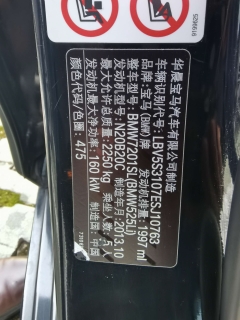 华晨宝马汽车有限公司制造
车辆识别代号:LBV5S3107ESJ10763
品牌:宝马(BMW)牌 发动机排量:1997 ml
整车型号:BMW7201SL(BMW525Li)
发动机型号:N20B20C 制造年月:2013.10
最大允许总质量:2250 kg 乘坐人数:5 人
发动机最大净功率:160 kW 制造国:中国
颜色代码/色圈:475